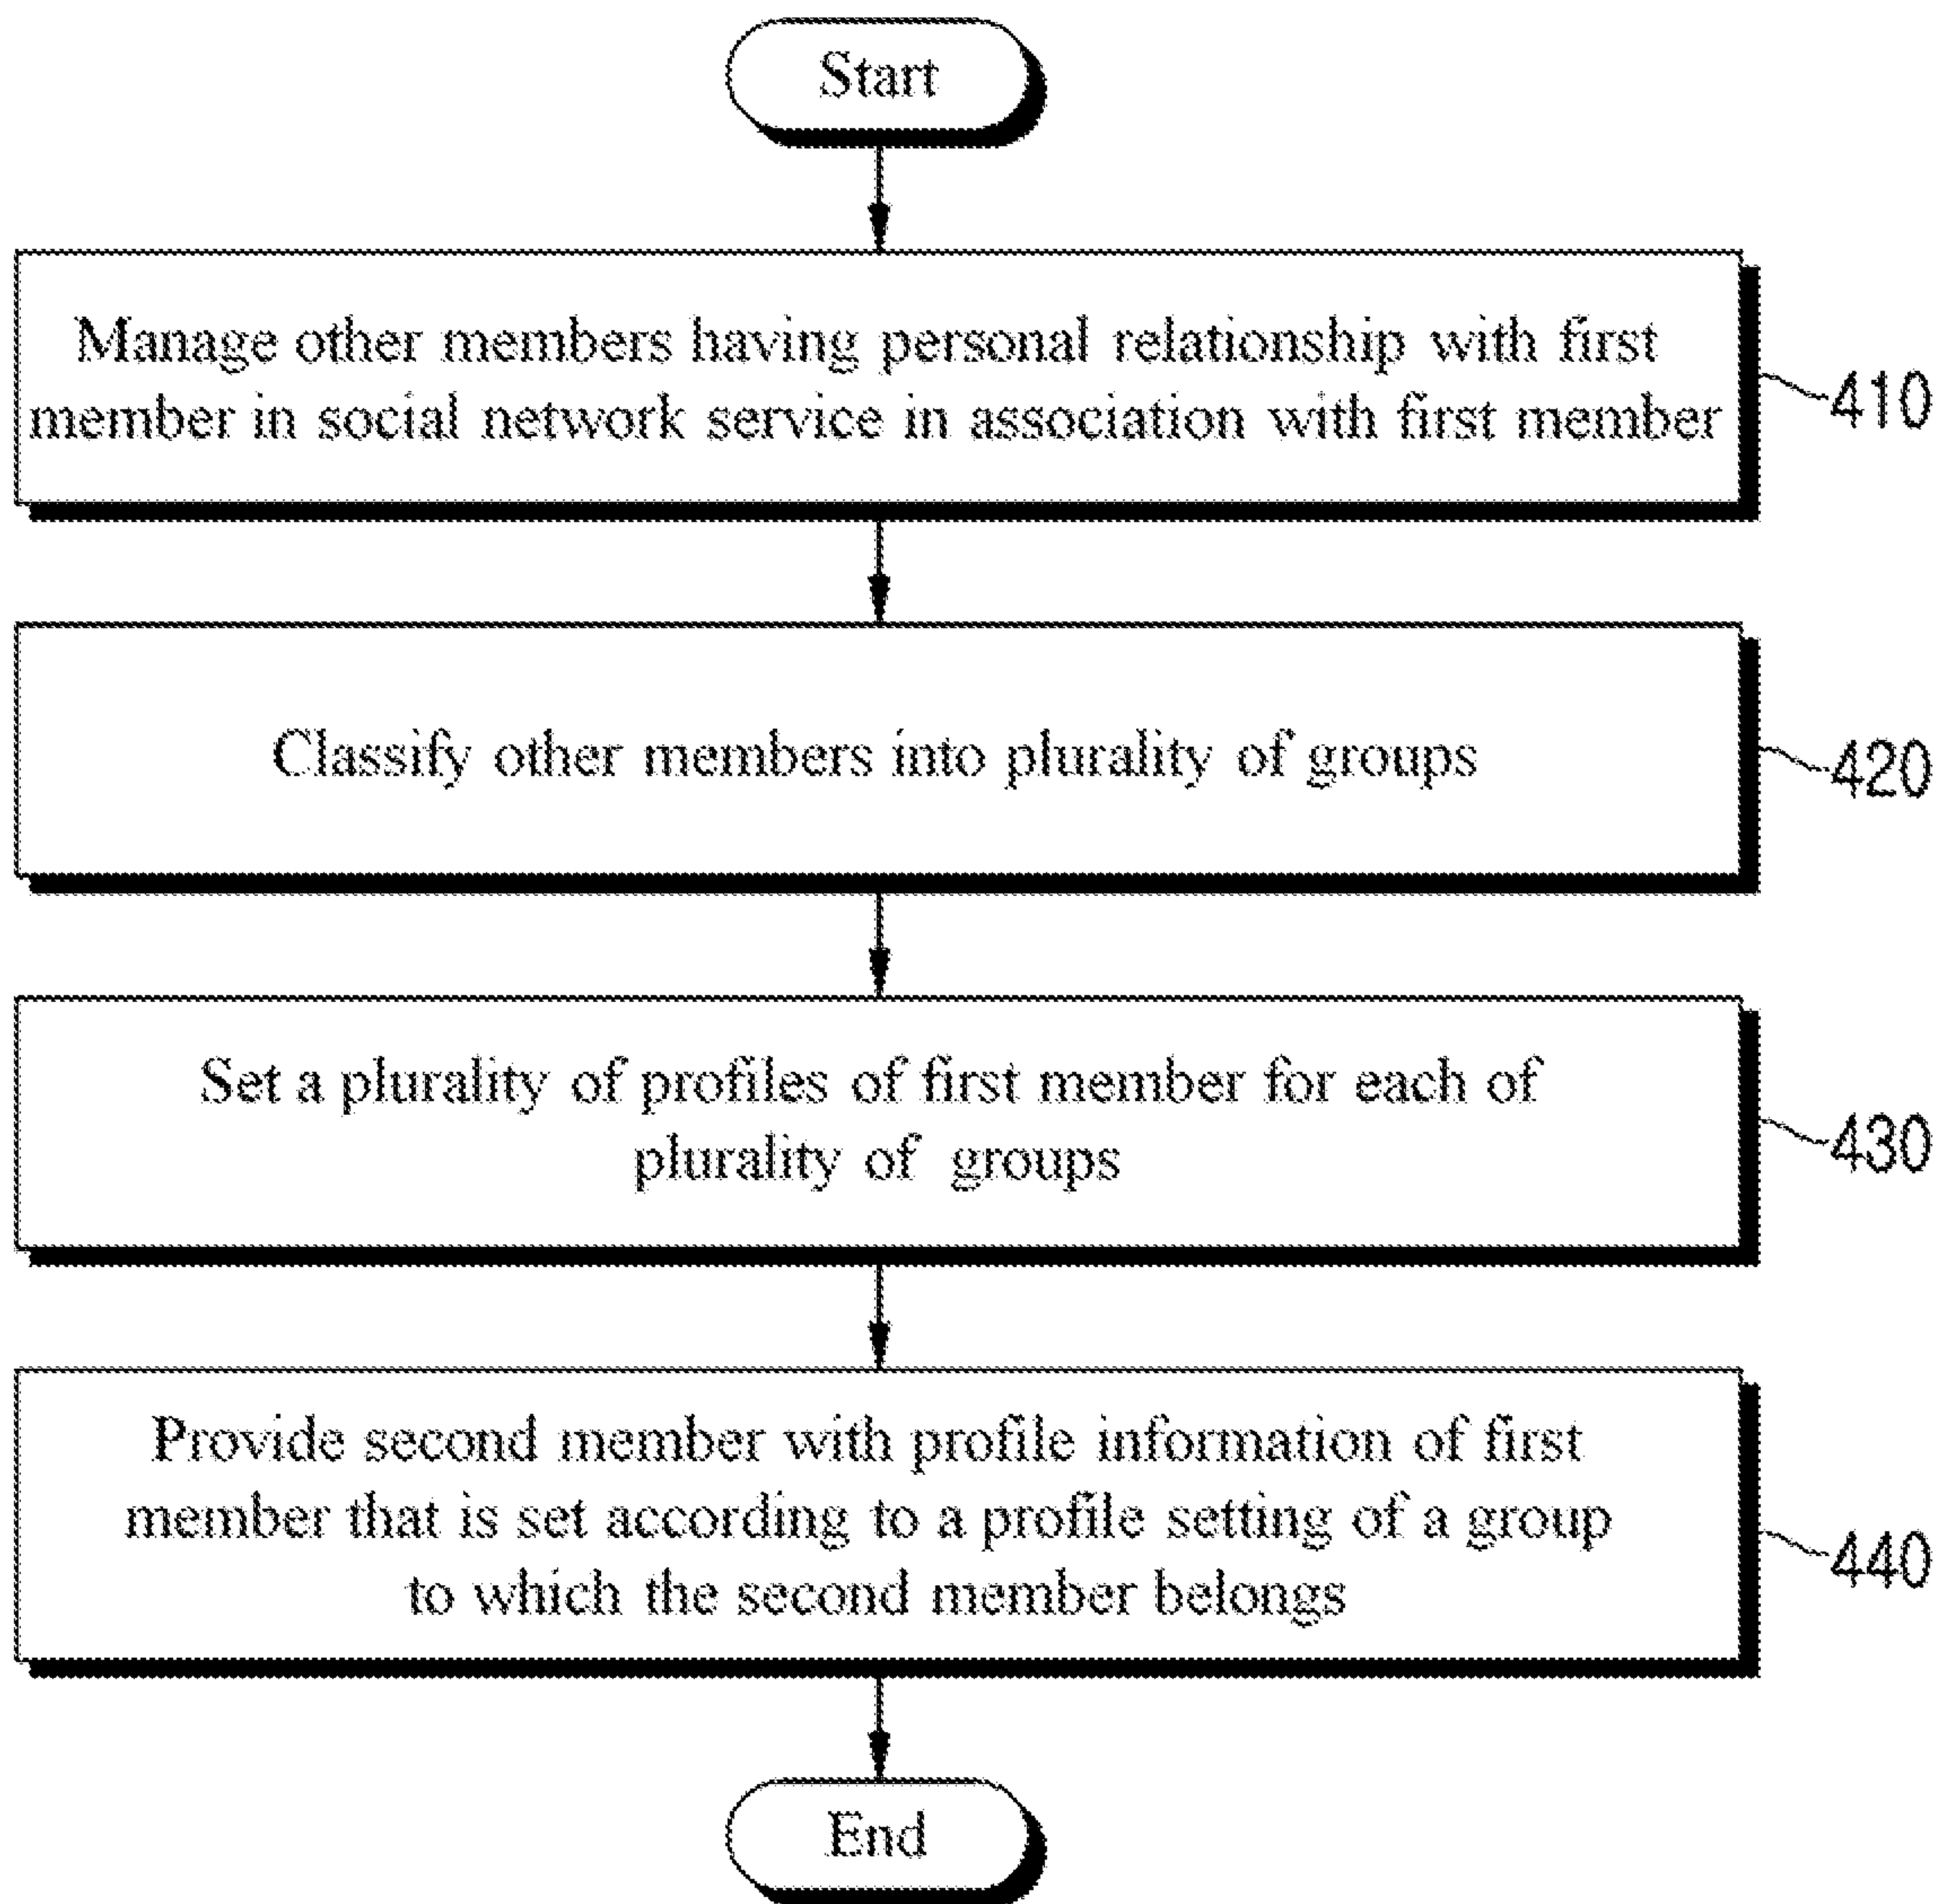 Start
Manage other members having personal relationship with first
member in social network service in association with first member
410
Classify other members into plurality of groups
420
Set a plurality of profiles of first member for each of
plurality of groups
430
Provide second member with profile information of first
member that is set according to a profile setting of a group
to which the second member belongs
440
End